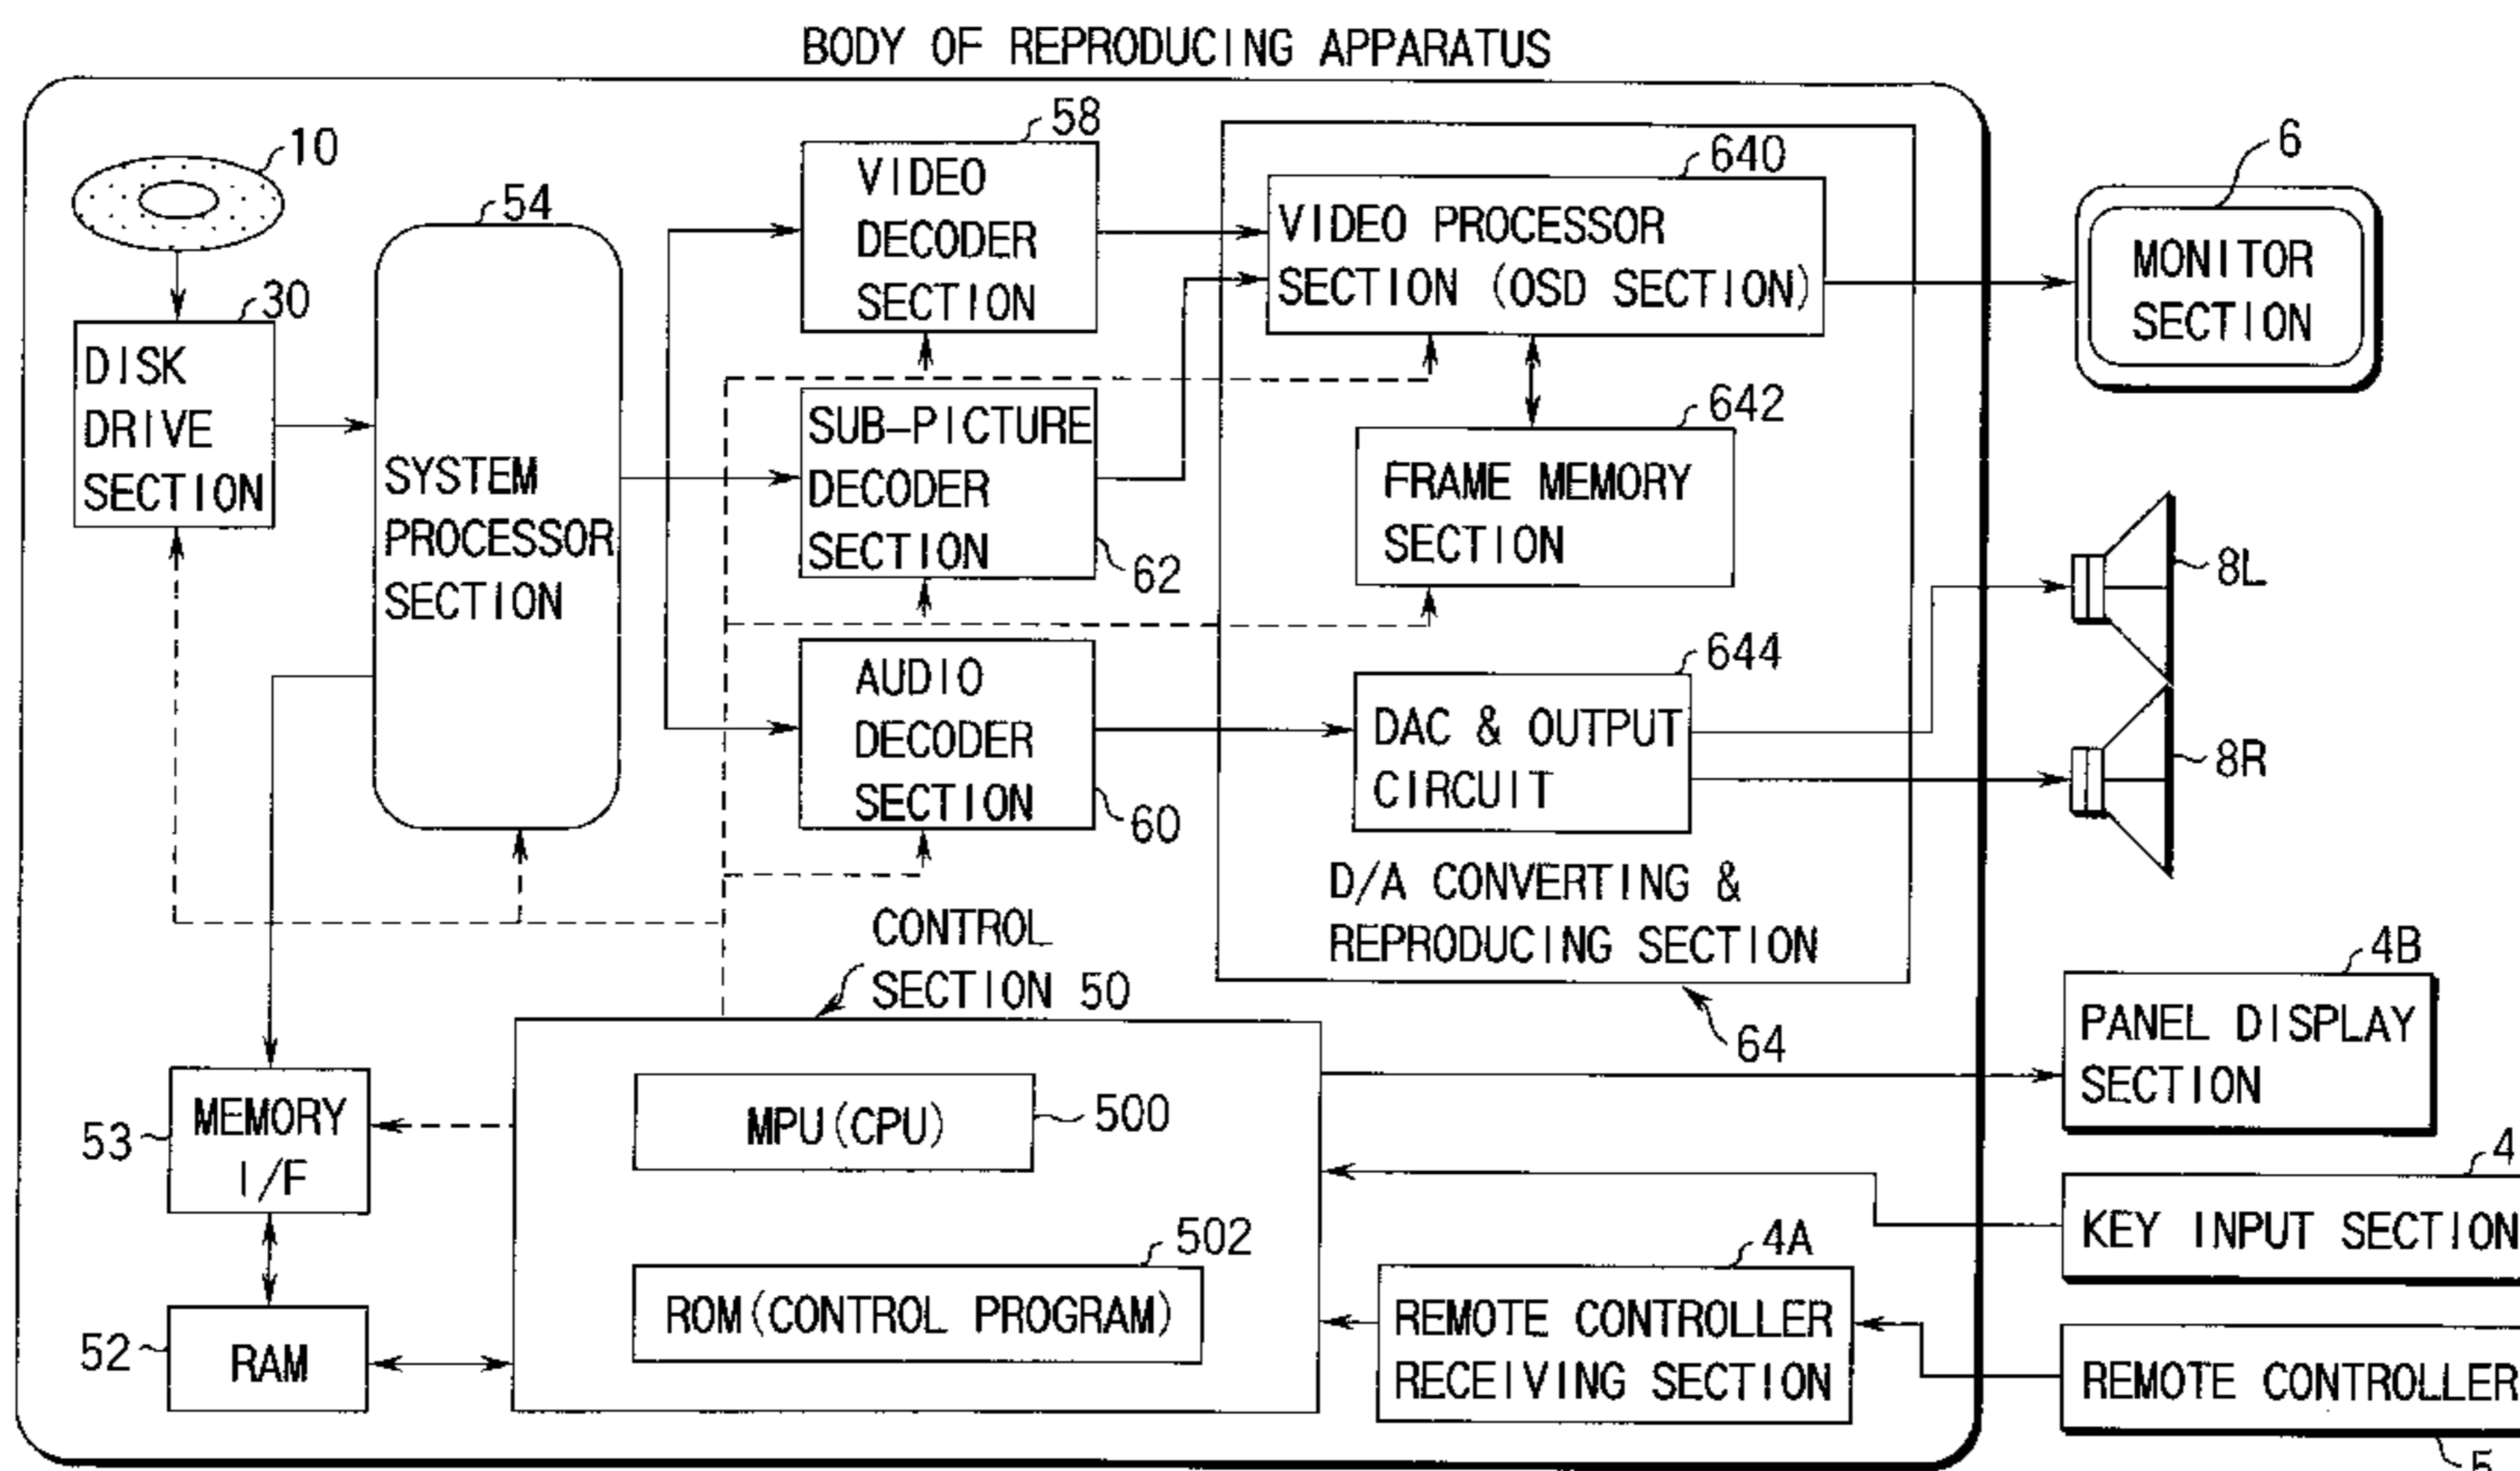 BODY OF REPRODUCING APPARATUS
10
30
DISK
DRIVE
SECTION
54
SYSTEM
PROCESSOR
SECTION
58
VIDEO
DECODER
SECTION
SUB-PICTURE
DECODER
SECTION
62
AUDIO
DECODER
SECTION
60
640
VIDEO PROCESSOR
SECTION (OSD SECTION)
642
FRAME MEMORY
SECTION
644
DAC & OUTPUT
CIRCUIT
D/A CONVERTING &
REPRODUCING SECTION
64
6
MONITOR
SECTION
8L
8R
CONTROL
SECTION 50
MPU(CPU)
500
502
ROM(CONTROL PROGRAM)
53
MEMORY
I/F
52
RAM
4A
REMOTE CONTROLLER
RECEIVING SECTION
4B
PANEL DISPLAY
SECTION
4
KEY INPUT SECTION
REMOTE CONTROLLER
5